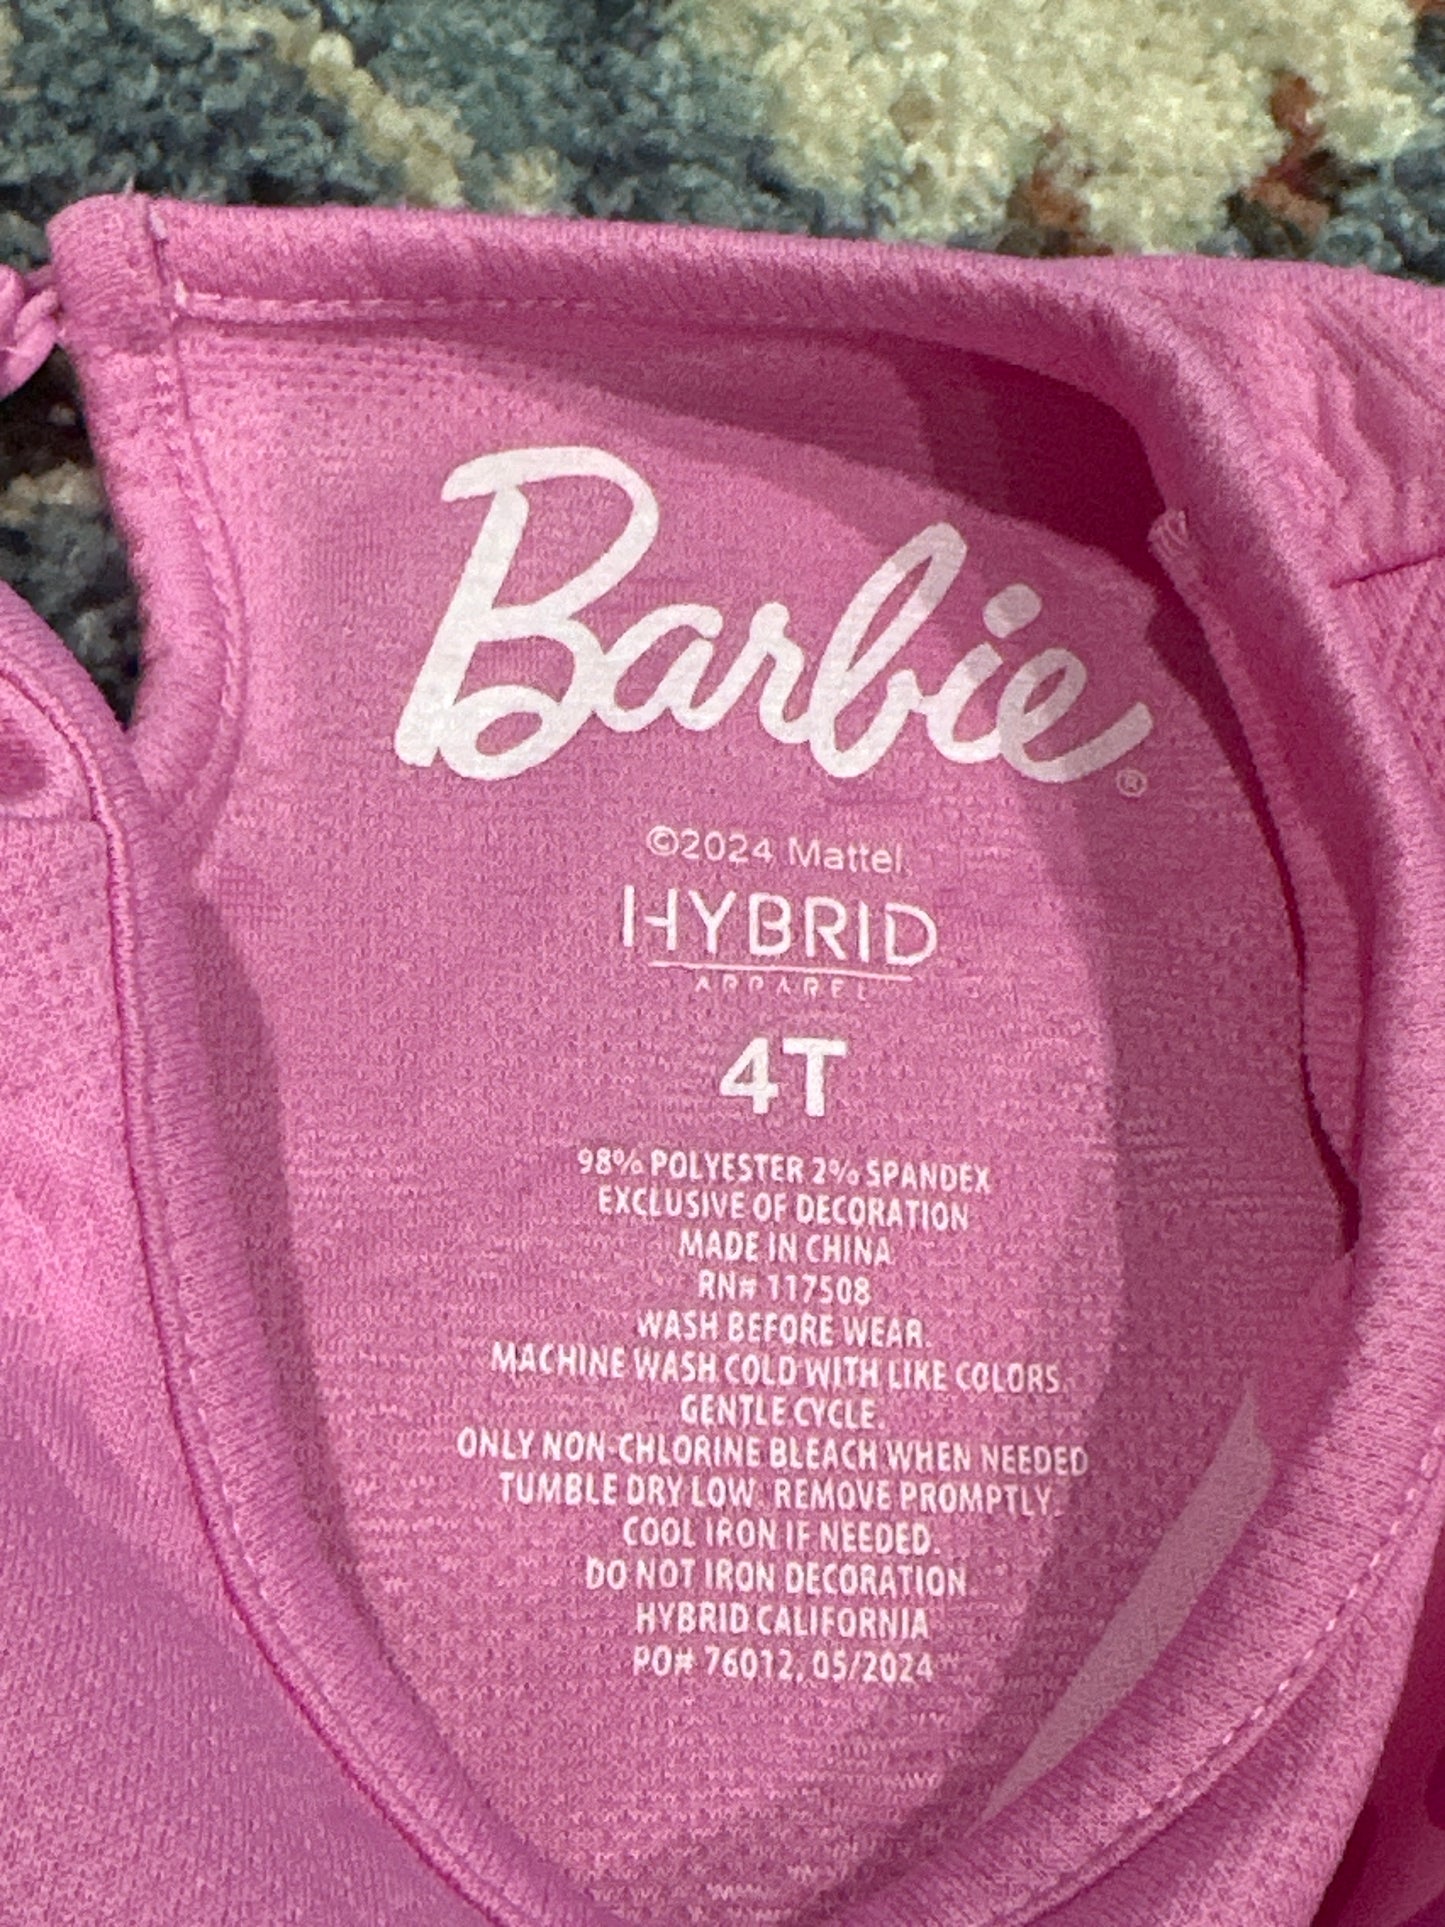 Barbie®
©2024 Mattel.
HYBRID
APPAREL
4T
98% POLYESTER 2% SPANDEX
EXCLUSIVE OF DECORATION
MADE IN CHINA
RN# 117508
WASH BEFORE WEAR.
MACHINE WASH COLD WITH LIKE COLORS.
GENTLE CYCLE.
ONLY NON-CHLORINE BLEACH WHEN NEEDED
TUMBLE DRY LOW. REMOVE PROMPTLY.
COOL IRON IF NEEDED.
DO NOT IRON DECORATION
HYBRID CALIFORNIA
PO# 76012, 05/2024